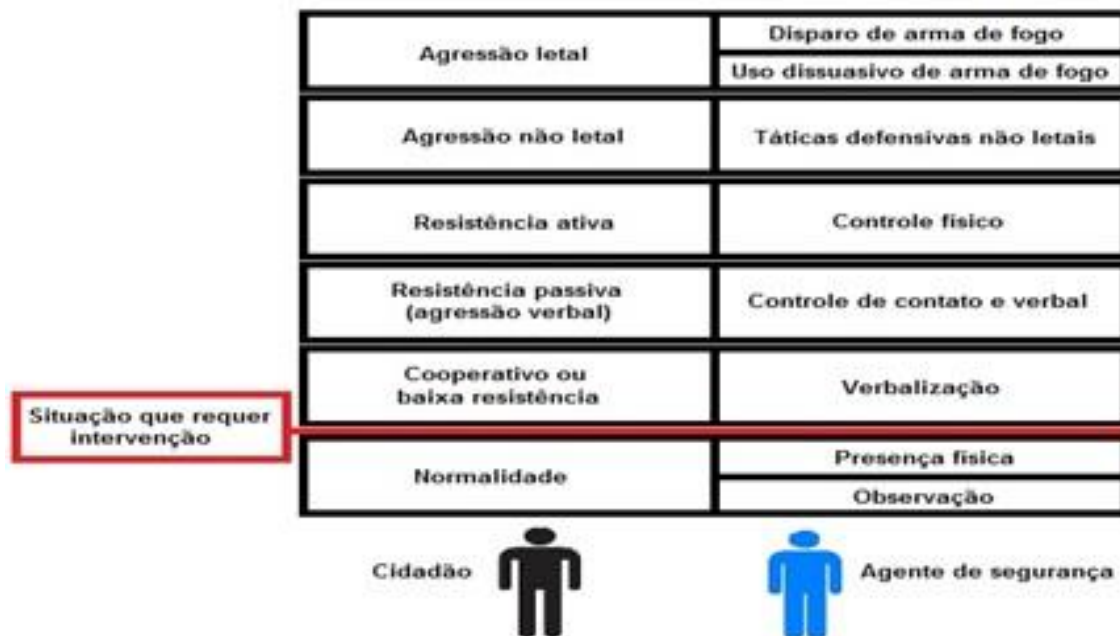 Agressão letal
Disparo de arma de fogo
Uso dissuasivo de arma de fogo
Agressão não letal
Táticas defensivas não letais
Resistência ativa
Controle físico
Resistência passiva
(agressão verbal)
Controle de contato e verbal
Cooperativo ou
baixa resistência
Verbalização
Situação que requer
intervenção
Normalidade
Presença física
Observação
Cidadão
Agente de segurança